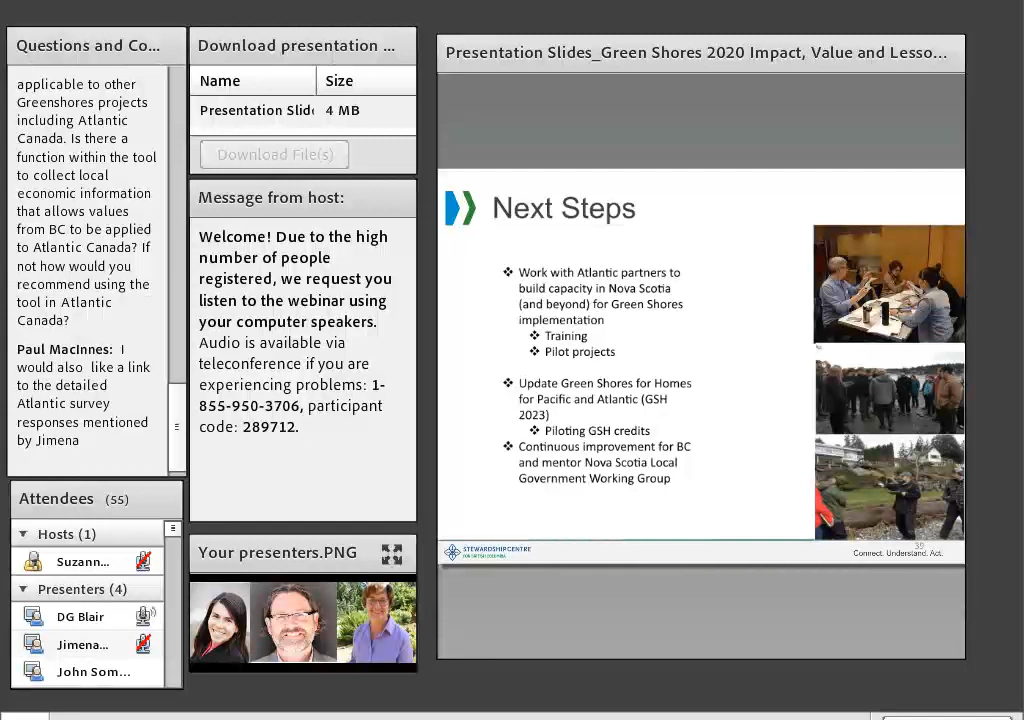 Questions and Co...
applicable to other
Greenshores projects
including Atlantic
Canada. Is there a
function within the tool
to collect local
economic information
that allows values
from BC to be applied
to Atlantic Canada? If
not how would you
recommend using the
tool in Atlantic
Canada?
Paul MacInnes: I
would also like a link
to the detailed
Atlantic survey
responses mentioned
by Jimena
Attendees (55)
Hosts (1)
Suzann...
Presenters (4)
DG Blair
Jimena...
John Som...
Download presentation ...
Name Size
Presentation Slid 4 MB
Download File(s)
Message from host:
Welcome! Due to the high
number of people
registered, we request you
listen to the webinar using
your computer speakers.
Audio is available via
teleconference if you are
experiencing problems: 1-
855-950-3706, participant
code: 289712.
Your presenters.PNG
Presentation Slides_Green Shores 2020 Impact, Value and Lesso...
Next Steps
❖ Work with Atlantic partners to
build capacity in Nova Scotia
(and beyond) for Green Shores
implementation
❖ Training
❖ Pilot projects
❖ Update Green Shores for Homes
for Pacific and Atlantic (GSH
2023)
❖ Piloting GSH credits
❖ Continuous improvement for BC
and mentor Nova Scotia Local
Government Working Group
STEWARDSHIP CENTRE
FOR BRITISH COLUMBIA
39
Connect. Understand. Act.